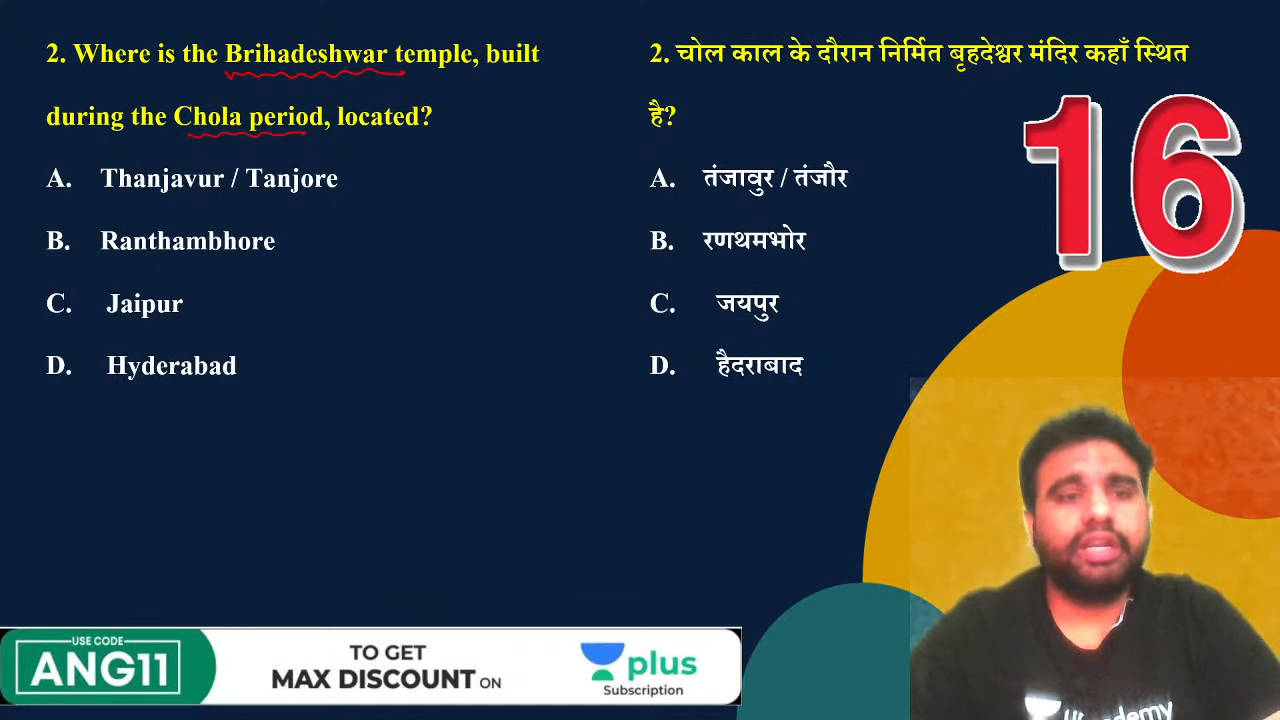 2. Where is the Brihadeshwar temple, built
during the Chola period, located?
A. Thanjavur / Tanjore
B. Ranthambhore
C. Jaipur
D. Hyderabad
2. चोल काल के दौरान निर्मित बृहदेश्वर मंदिर कहाँ स्थित
है?
A. तंजावुर / तंजौर
B. रणथमभोर
C. जयपुर
D. हैदराबाद
16
USE CODE
ANG11
TO GET
MAX DISCOUNT ON
plus
Subscription